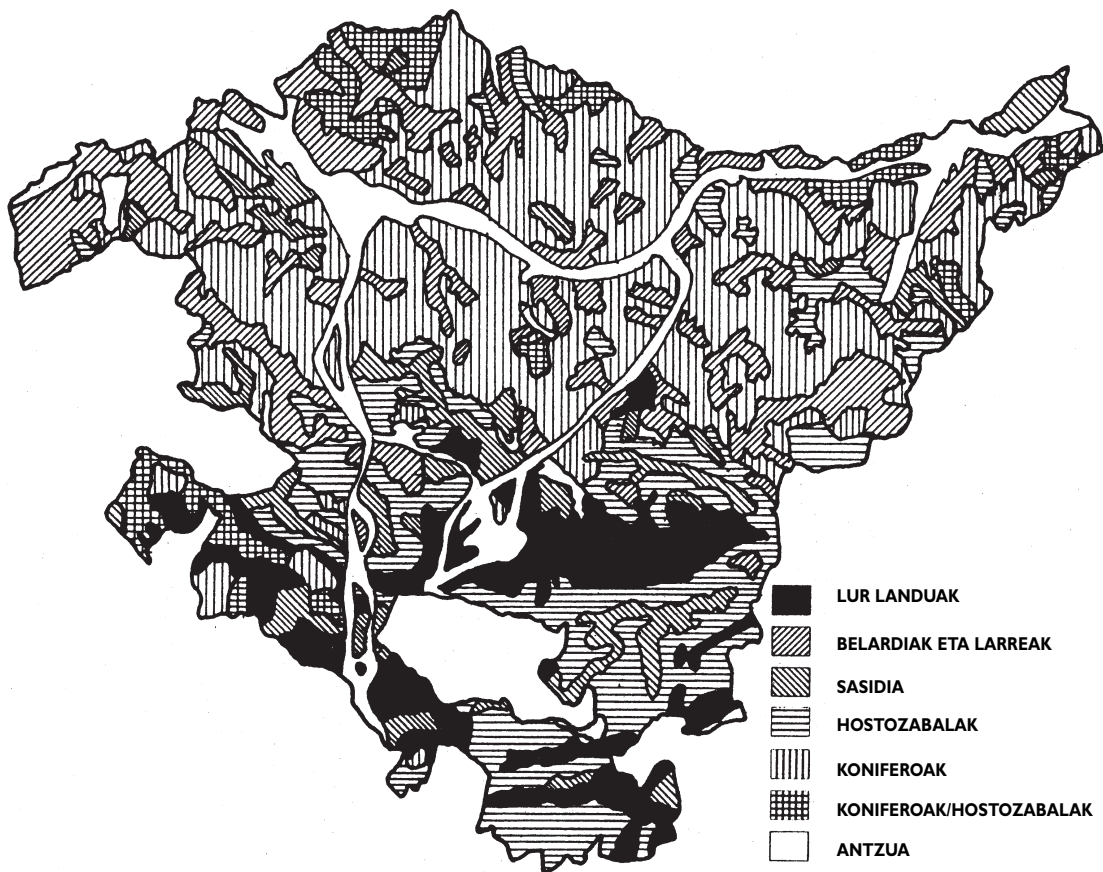 LUR LANDUAK
BELARDIAK ETA LARREAK
SASIDIA
HOSTOZABALAK
KONIFEROAK
KONIFEROAK/HOSTOZABALAK
ANTZUA